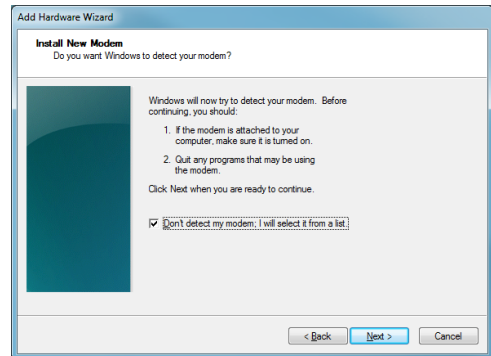 Add Hardware Wizard
Install New Modem
Do you want Windows to detect your modem?
Windows will now try to detect your modem. Before
continuing, you should:
1. If the modem is attached to your
computer, make sure it is turned on.
2. Quit any programs that may be using
the modem.
Click Next when you are ready to continue.
Don't detect my modem; I will select it from a list.
< Back Next > Cancel